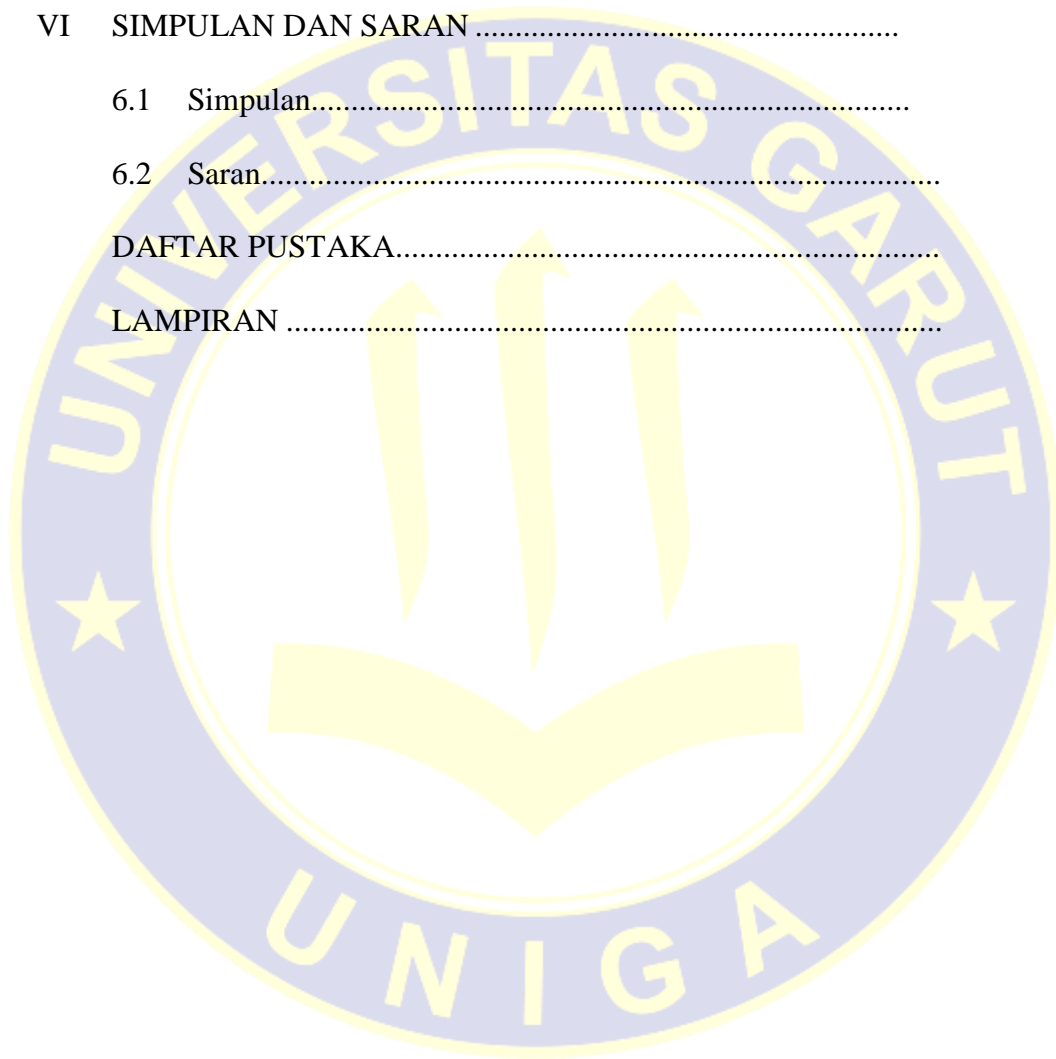 VI SIMPULAN DAN SARAN .....................................................
6.1 Simpulan...........................................................................
6.2 Saran.....................................................................................
DAFTAR PUSTAKA....................................................................
LAMPIRAN ..................................................................................
UNIVERSITAS GARUT
UNIGA